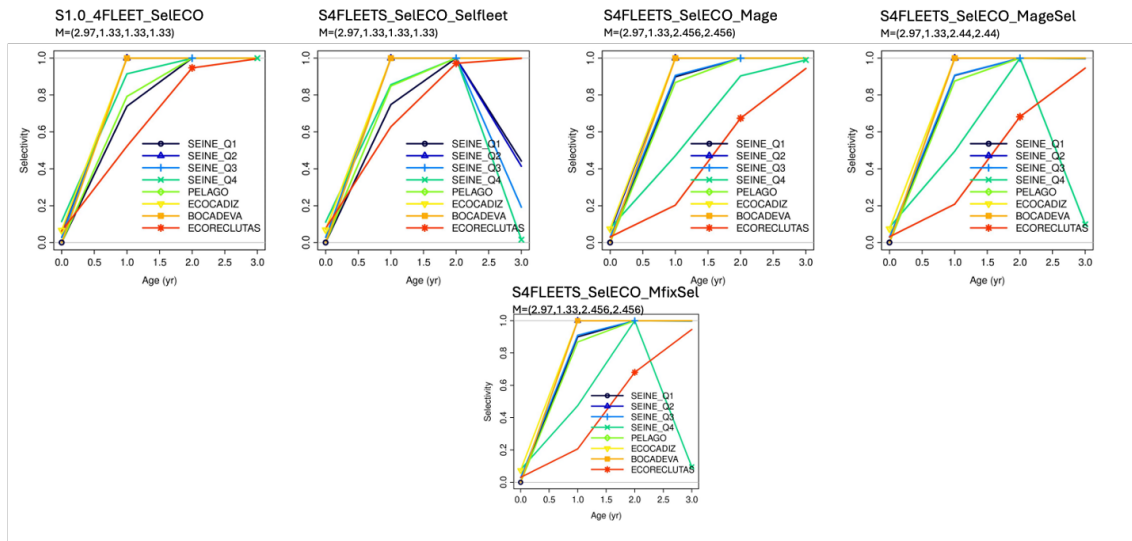 S1.0_4FLEET_SelECO
M=(2.97,1.33,1.33,1.33)
Selectivity
0.0 0.2 0.4 0.6 0.8 1.0
SEINE_Q1
SEINE_Q2
SEINE_Q3
SEINE_Q4
PELAGO
ECOCADIZ
BOCADEVA
ECORECLUTAS
0.0 0.5 1.0 1.5 2.0 2.5 3.0
Age (yr)
S4FLEETS_SelECO_Selfleet
M=(2.97,1.33,1.33,1.33)
Selectivity
0.0 0.2 0.4 0.6 0.8 1.0
SEINE_Q1
SEINE_Q2
SEINE_Q3
SEINE_Q4
PELAGO
ECOCADIZ
BOCADEVA
ECORECLUTAS
0.0 0.5 1.0 1.5 2.0 2.5 3.0
Age (yr)
S4FLEETS_SelECO_Mage
M=(2.97,1.33,2.456,2.456)
Selectivity
0.0 0.2 0.4 0.6 0.8 1.0
SEINE_Q1
SEINE_Q2
SEINE_Q3
SEINE_Q4
PELAGO
ECOCADIZ
BOCADEVA
ECORECLUTAS
0.0 0.5 1.0 1.5 2.0 2.5 3.0
Age (yr)
S4FLEETS_SelECO_MageSel
M=(2.97,1.33,2.44,2.44)
Selectivity
0.0 0.2 0.4 0.6 0.8 1.0
SEINE_Q1
SEINE_Q2
SEINE_Q3
SEINE_Q4
PELAGO
ECOCADIZ
BOCADEVA
ECORECLUTAS
0.0 0.5 1.0 1.5 2.0 2.5 3.0
Age (yr)
S4FLEETS_SelECO_MfixSel
M=(2.97,1.33,2.456,2.456)
Selectivity
0.0 0.2 0.4 0.6 0.8 1.0
SEINE_Q1
SEINE_Q2
SEINE_Q3
SEINE_Q4
PELAGO
ECOCADIZ
BOCADEVA
ECORECLUTAS
0.0 0.5 1.0 1.5 2.0 2.5 3.0
Age (yr)